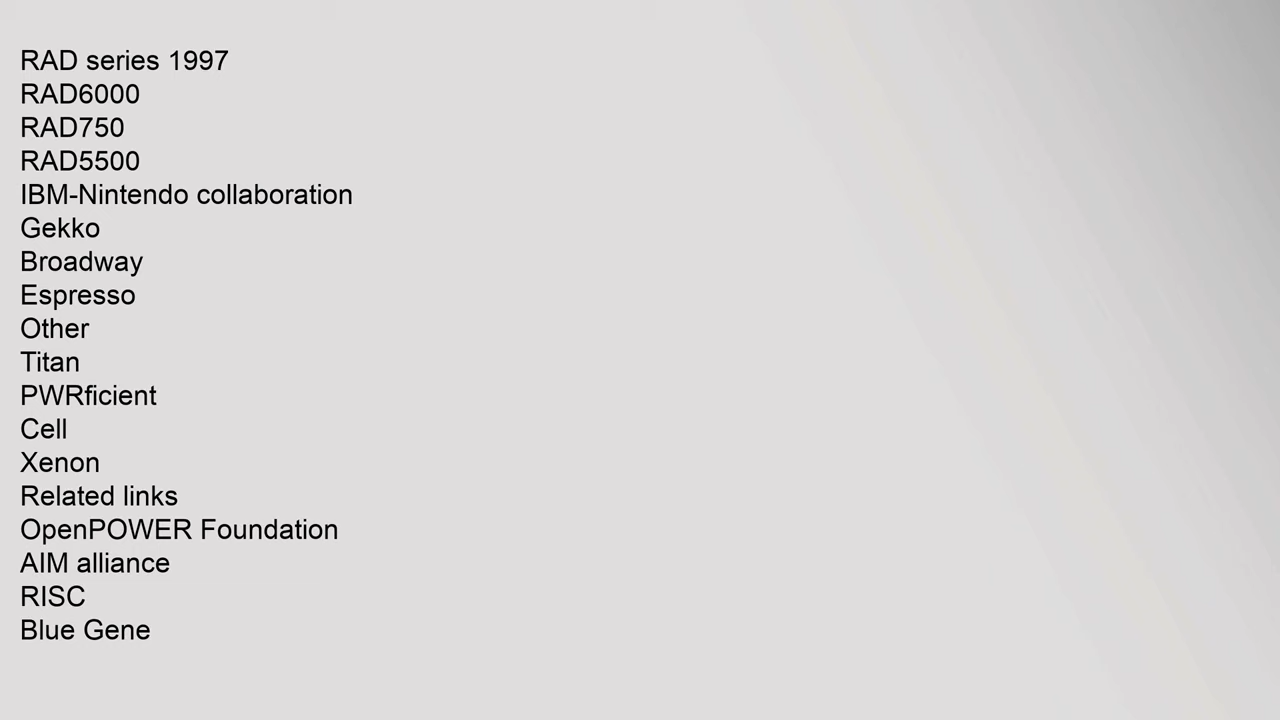 RAD series 1997
RAD6000
RAD750
RAD5500
IBM-Nintendo collaboration
Gekko
Broadway
Espresso
Other
Titan
PWRficient
Cell
Xenon
Related links
OpenPOWER Foundation
AIM alliance
RISC
Blue Gene